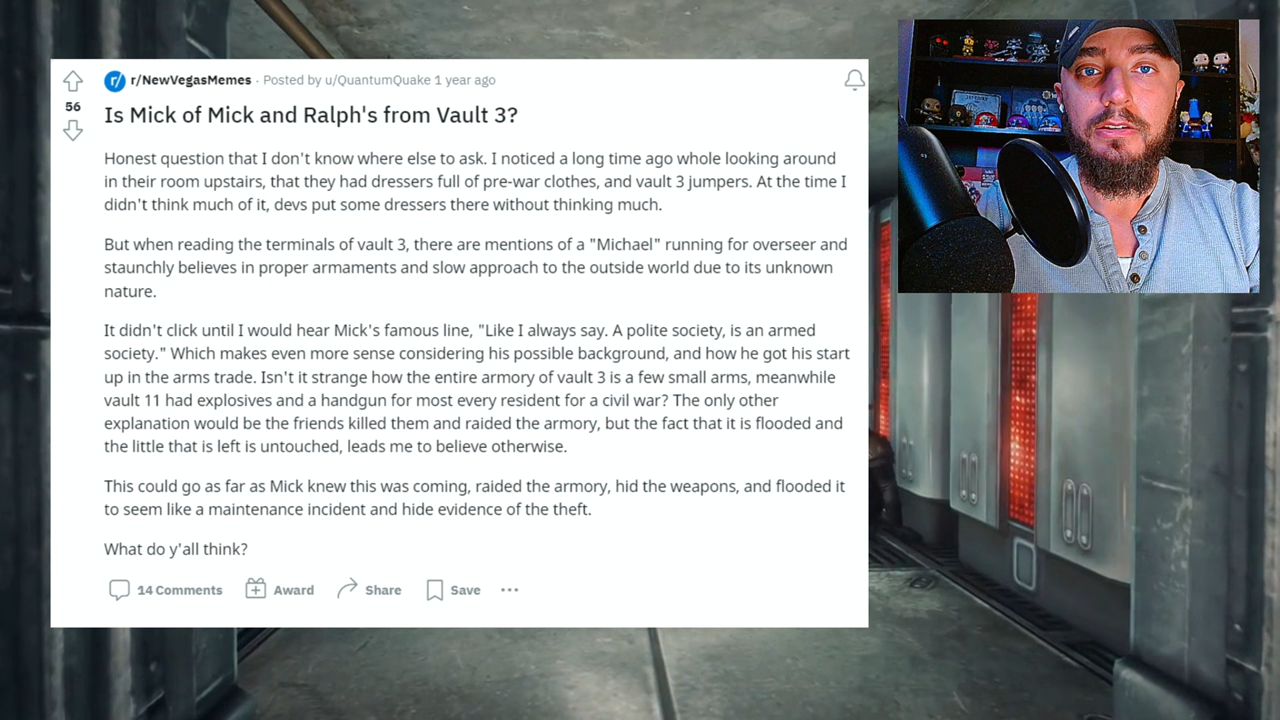 r/NewVegasMemes · Posted by u/QuantumQuake 1 year ago
56
Is Mick of Mick and Ralph's from Vault 3?
Honest question that I don't know where else to ask. I noticed a long time ago whole looking around
in their room upstairs, that they had dressers full of pre-war clothes, and vault 3 jumpers. At the time I
didn't think much of it, devs put some dressers there without thinking much.
But when reading the terminals of vault 3, there are mentions of a "Michael" running for overseer and
staunchly believes in proper armaments and slow approach to the outside world due to its unknown
nature.
It didn't click until I would hear Mick's famous line, "Like I always say. A polite society, is an armed
society." Which makes even more sense considering his possible background, and how he got his start
up in the arms trade. Isn't it strange how the entire armory of vault 3 is a few small arms, meanwhile
vault 11 had explosives and a handgun for most every resident for a civil war? The only other
explanation would be the friends killed them and raided the armory, but the fact that it is flooded and
the little that is left is untouched, leads me to believe otherwise.
This could go as far as Mick knew this was coming, raided the armory, hid the weapons, and flooded it
to seem like a maintenance incident and hide evidence of the theft.
What do y'all think?
14 Comments Award Share Save ···